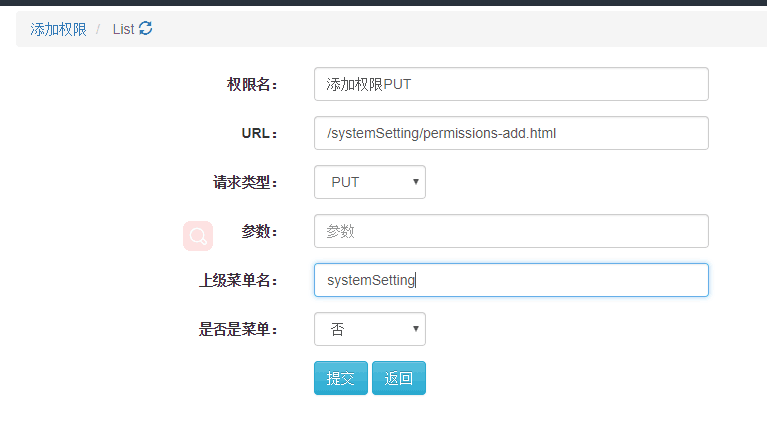 添加权限 / List
权限名： 添加权限PUT
URL： /systemSetting/permissions-add.html
请求类型： PUT
参数： 参数
上级菜单名： systemSetting
是否是菜单： 否
提交 返回